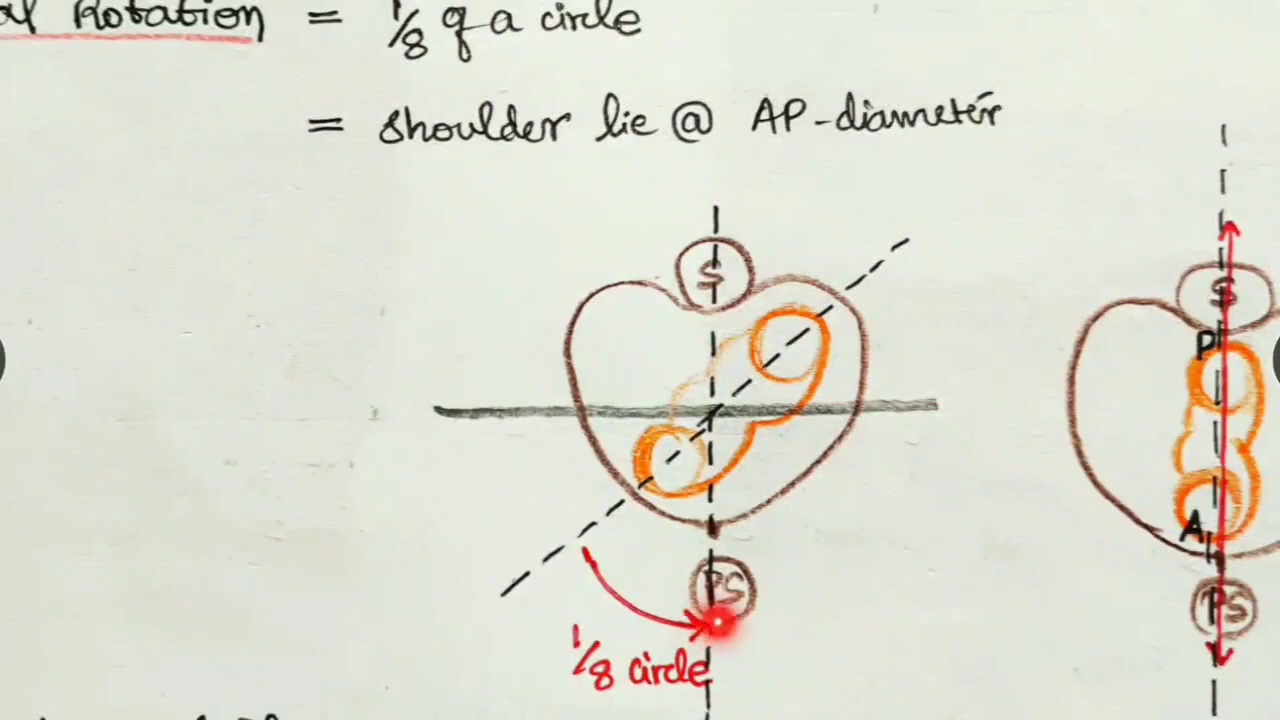 Rotation = 1/8 of a circle
= shoulder lie @ AP-diameter
S
S
P
A
PS
PS
1/8 circle